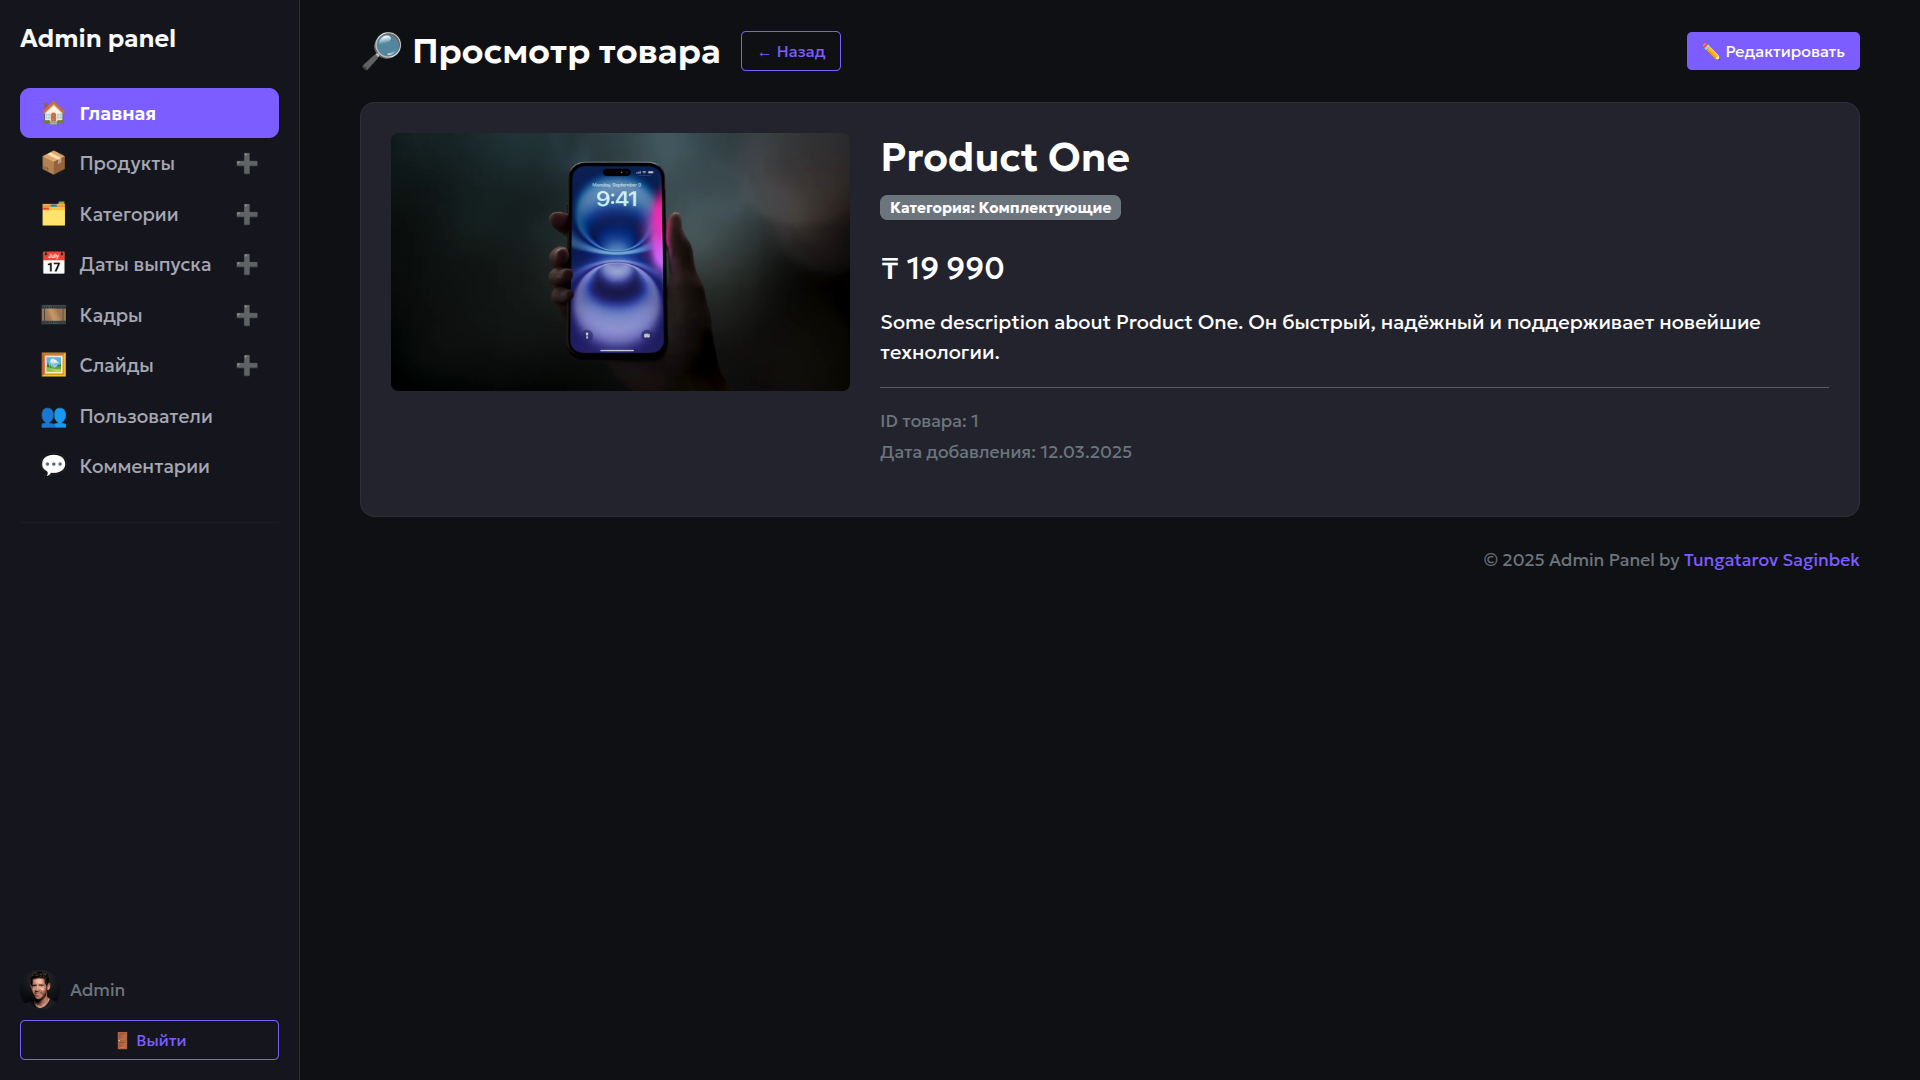 Admin panel
🏠 Главная
📦 Продукты ➕
🗂️ Категории ➕
📅 Даты выпуска ➕
🎞️ Кадры ➕
🖼️ Слайды ➕
👥 Пользователи
💬 Комментарии
Admin
🚪 Выйти
🔎 Просмотр товара
← Назад
✏️ Редактировать
9:41
Product One
Категория: Комплектующие
₸ 19 990
Some description about Product One. Он быстрый, надёжный и поддерживает новейшие
технологии.
ID товара: 1
Дата добавления: 12.03.2025
© 2025 Admin Panel by Tungatarov Saginbek